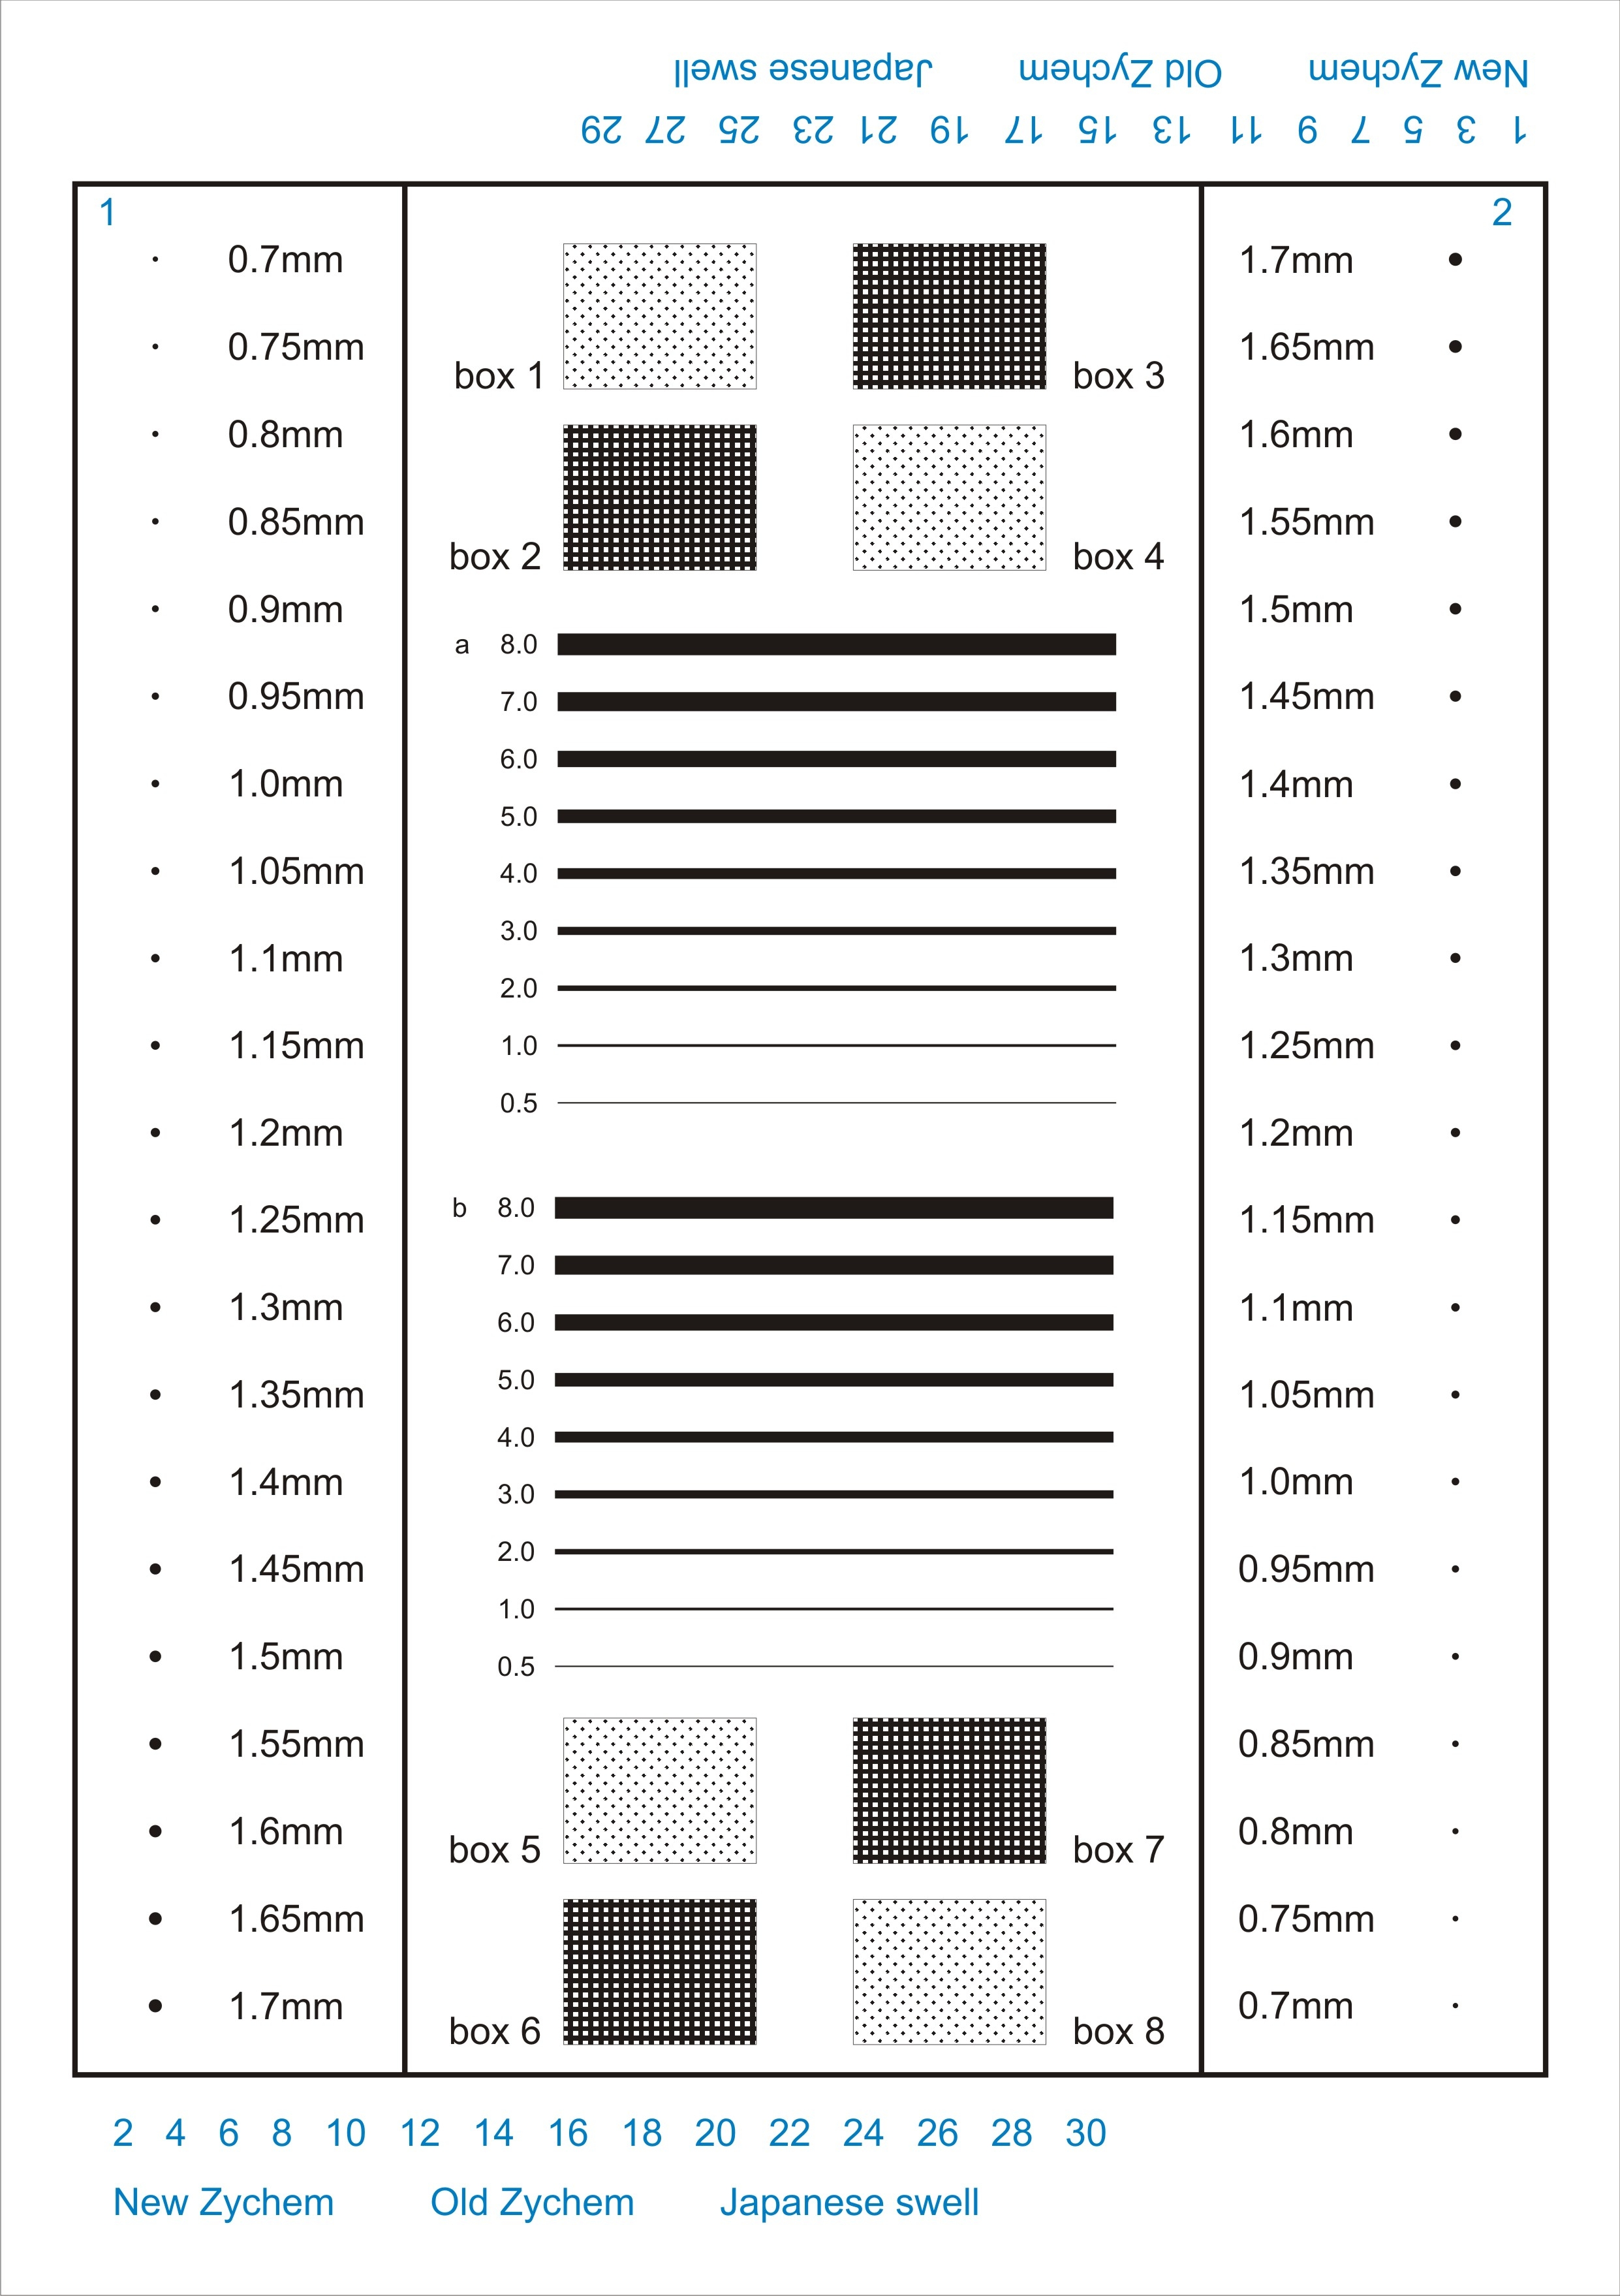 Japanese swell Old Zychem New Zychem
29 27 25 23 21 19 17 15 13 11 9 7 5 3 1
1
0.7mm
0.75mm
0.8mm
0.85mm
0.9mm
0.95mm
1.0mm
1.05mm
1.1mm
1.15mm
1.2mm
1.25mm
1.3mm
1.35mm
1.4mm
1.45mm
1.5mm
1.55mm
1.6mm
1.65mm
1.7mm
box 1
box 3
box 2
box 4
a 8.0
7.0
6.0
5.0
4.0
3.0
2.0
1.0
0.5
b 8.0
7.0
6.0
5.0
4.0
3.0
2.0
1.0
0.5
box 5
box 7
box 6
box 8
2
1.7mm
1.65mm
1.6mm
1.55mm
1.5mm
1.45mm
1.4mm
1.35mm
1.3mm
1.25mm
1.2mm
1.15mm
1.1mm
1.05mm
1.0mm
0.95mm
0.9mm
0.85mm
0.8mm
0.75mm
0.7mm
2 4 6 8 10 12 14 16 18 20 22 24 26 28 30
New Zychem Old Zychem Japanese swell